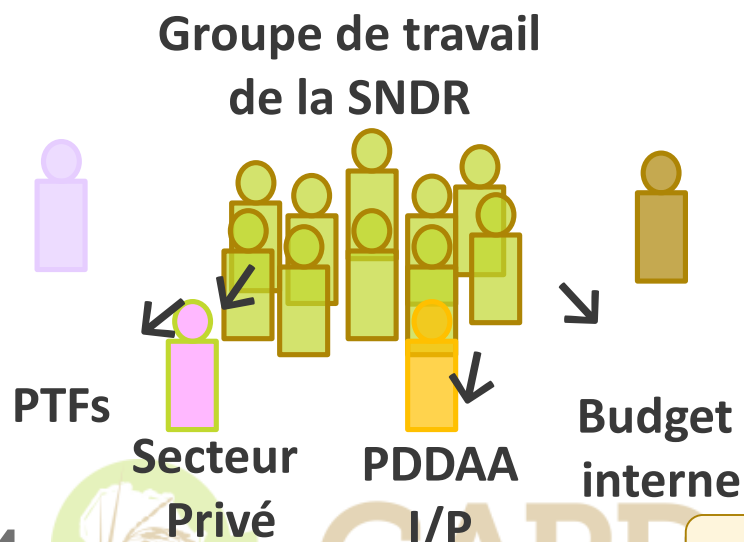 Groupe de travail
de la SNDR
PTFs
Secteur
Privé
PDDAA
I/P
Budget
interne